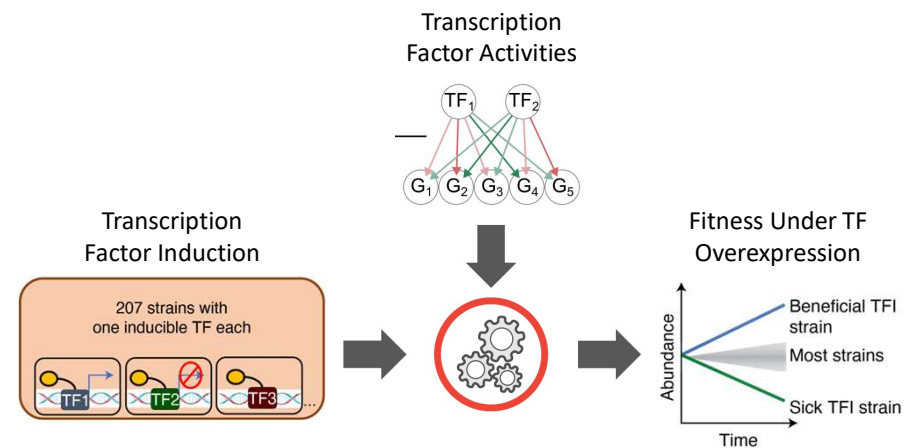 Transcription
Factor Activities
TF1 TF2
G1 G2 G3 G4 G5
Transcription
Factor Induction
207 strains with
one inducible TF each
TF1 TF2 TF3 ...
Fitness Under TF
Overexpression
Abundance
Beneficial TFI
strain
Most strains
Sick TFI strain
Time